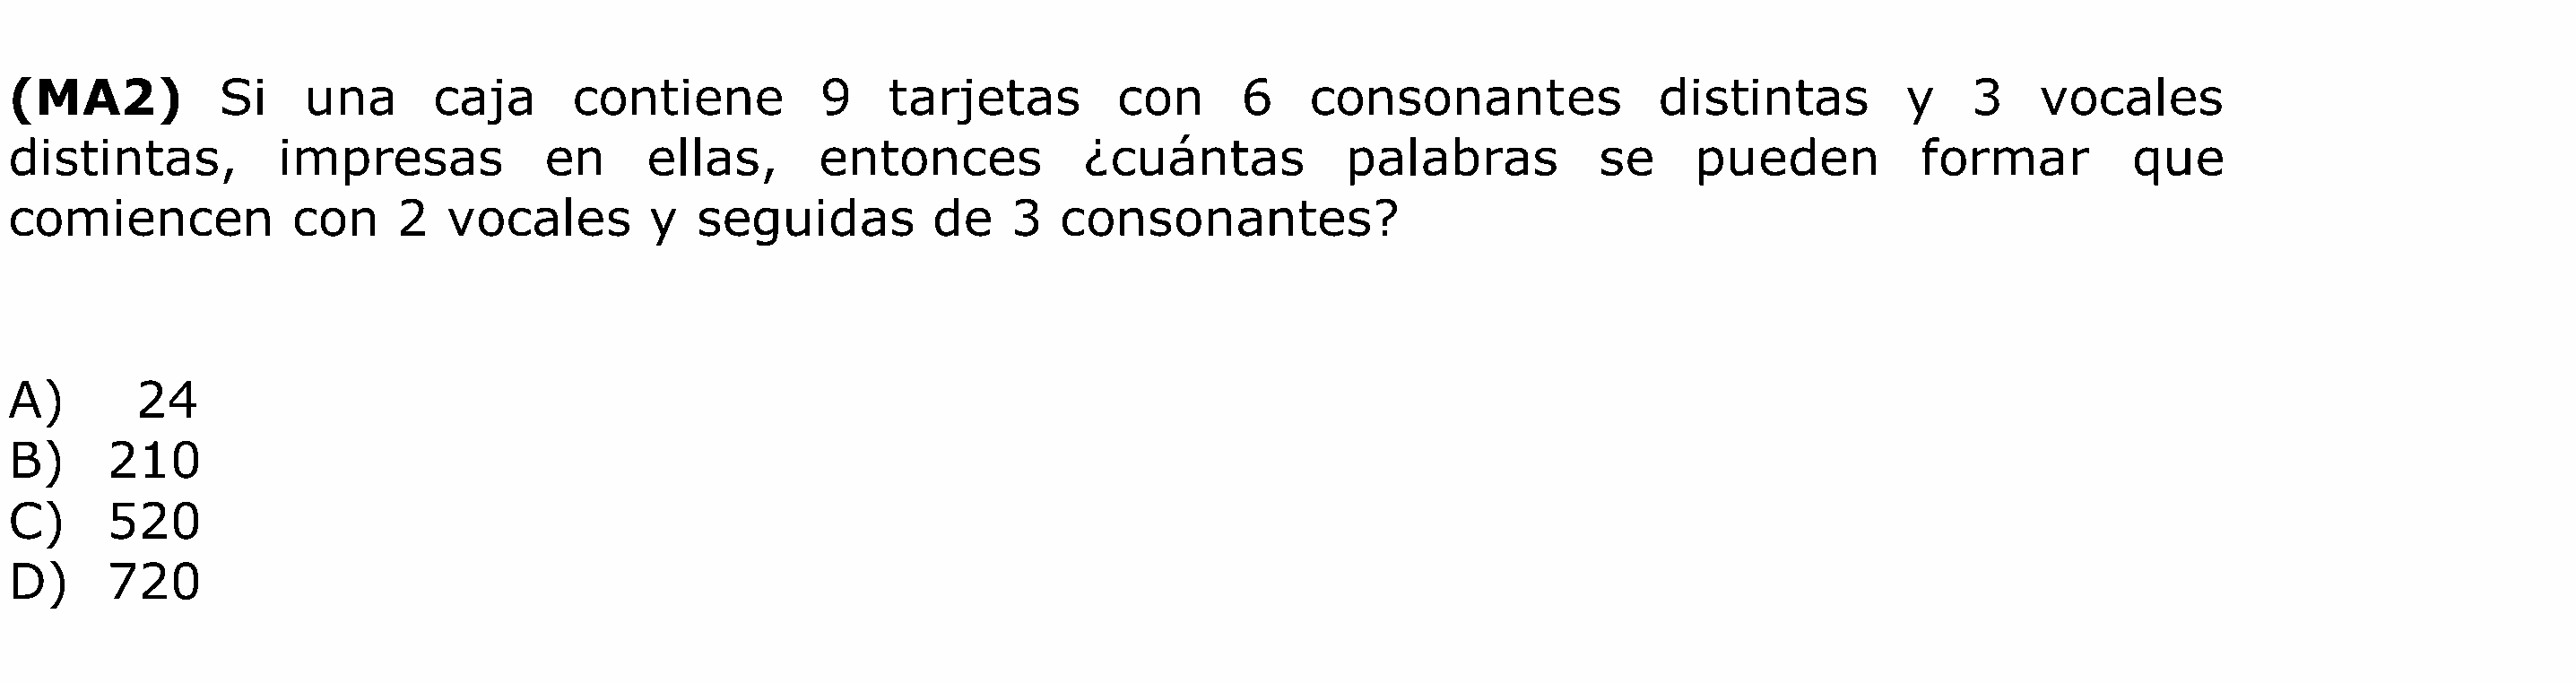 (MA2) Si una caja contiene 9 tarjetas con 6 consonantes distintas y 3 vocales
distintas, impresas en ellas, entonces ¿cuántas palabras se pueden formar que
comiencen con 2 vocales y seguidas de 3 consonantes?
A) 24
B) 210
C) 520
D) 720